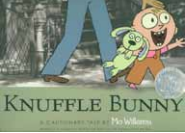 KNUFFLE BUNNY
A CAUTIONARY TALE BY Mo Willems